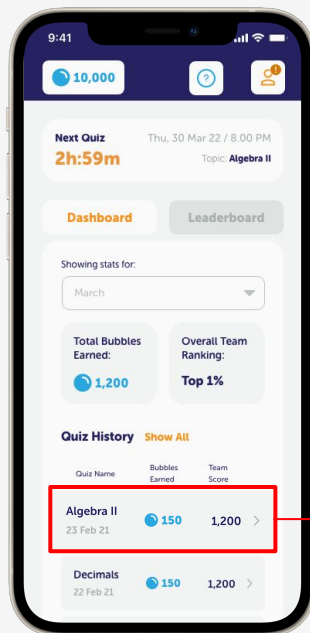 9:41
10,000
?
!
Next Quiz Thu, 30 Mar 22 / 8.00 PM
2h:59m Topic: Algebra II
Dashboard Leaderboard
Showing stats for:
March
Total Bubbles Overall Team
Earned: Ranking:
1,200 Top 1%
Quiz History Show All
Quiz Name Bubbles Team
Earned Score
Algebra II 150 1,200 >
23 Feb 21
Decimals 150 1,200 >
22 Feb 21